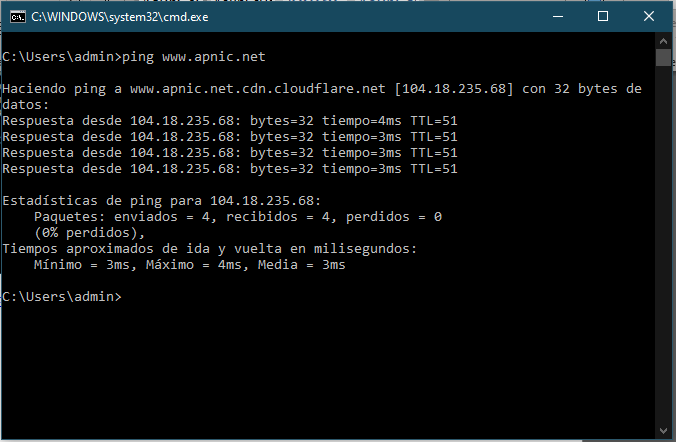 C:\WINDOWS\system32\cmd.exe
C:\Users\admin>ping www.apnic.net
Haciendo ping a www.apnic.net.cdn.cloudflare.net [104.18.235.68] con 32 bytes de
datos:
Respuesta desde 104.18.235.68: bytes=32 tiempo=4ms TTL=51
Respuesta desde 104.18.235.68: bytes=32 tiempo=3ms TTL=51
Respuesta desde 104.18.235.68: bytes=32 tiempo=3ms TTL=51
Respuesta desde 104.18.235.68: bytes=32 tiempo=3ms TTL=51
Estadísticas de ping para 104.18.235.68:
Paquetes: enviados = 4, recibidos = 4, perdidos = 0
(0% perdidos),
Tiempos aproximados de ida y vuelta en milisegundos:
Mínimo = 3ms, Máximo = 4ms, Media = 3ms
C:\Users\admin>